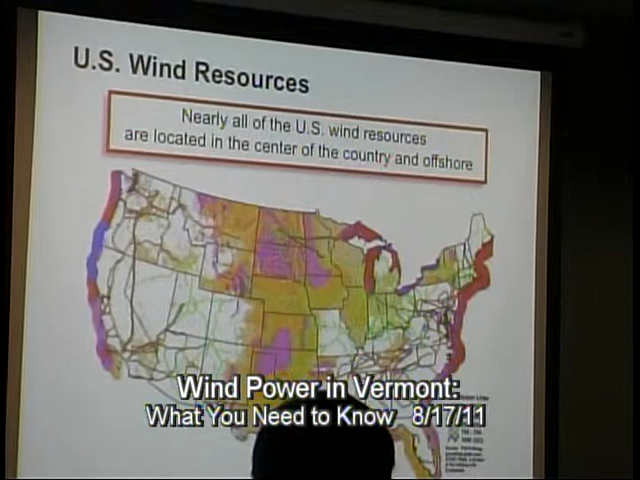 U.S. Wind Resources
Nearly all of the U.S. wind resources
are located in the center of the country and offshore
Wind Power in Vermont:
What You Need to Know 8/17/11